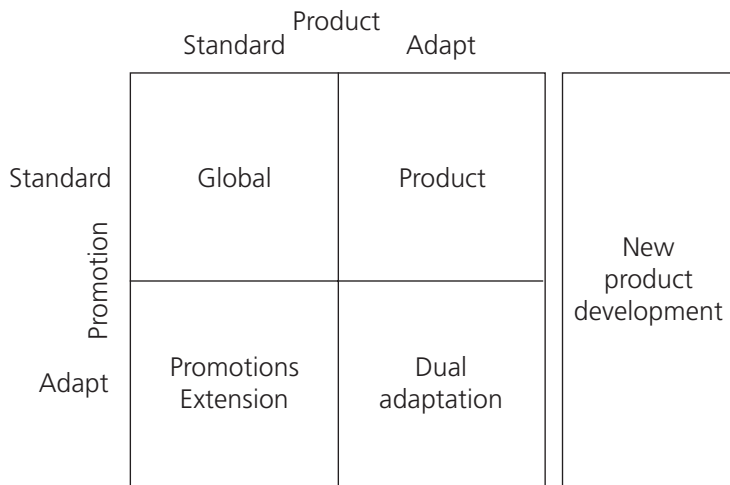 Product
Standard Adapt
Standard
Global
Product
Promotion
New
product
development
Adapt
Promotions
Extension
Dual
adaptation